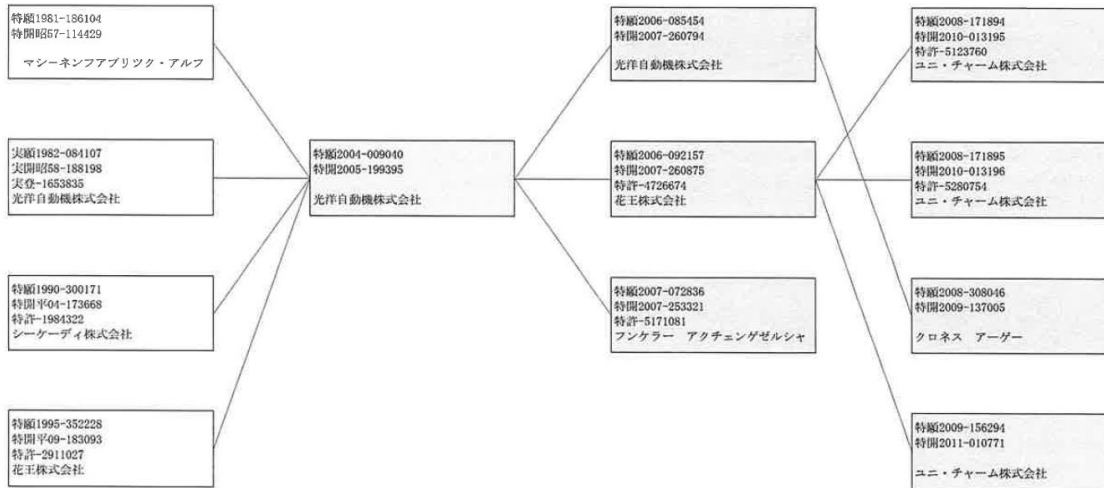 特願1981-186104
特開昭57-114429
マシーネンフアブリツク・アルフ
実願1982-084107
実開昭58-188198
実登-1653835
光洋自動機株式会社
特願1990-300171
特開平04-173668
特許-1984322
シーケーディ株式会社
特願1995-352228
特開平09-183093
特許-2911027
花王株式会社
特願2004-009040
特開2005-199395
光洋自動機株式会社
特願2006-085454
特開2007-260794
光洋自動機株式会社
特願2006-092157
特開2007-260875
特許-4726674
花王株式会社
特願2007-072836
特開2007-253321
特許-5171081
フンケラー　アクチェンゲゼルシャ
特願2008-171894
特開2010-013195
特許-5123760
ユニ・チャーム株式会社
特願2008-171895
特開2010-013196
特許-5280754
ユニ・チャーム株式会社
特願2008-308046
特開2009-137005
クロネス　アーゲー
特願2009-156294
特開2011-010771
ユニ・チャーム株式会社